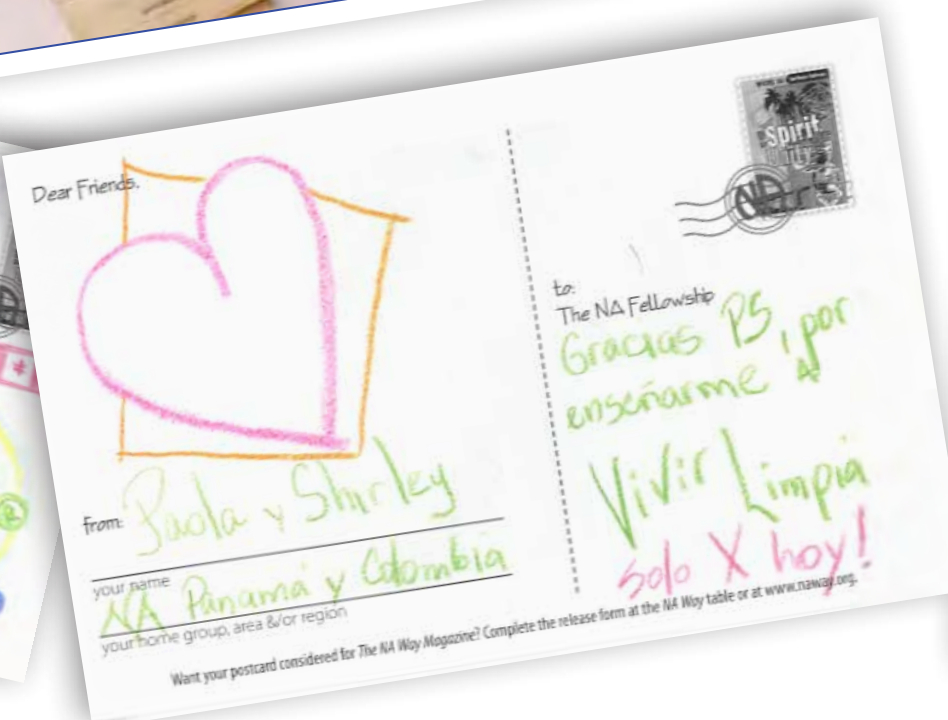 Dear Friends,
from: Paola y Shirley
your name
NA Panamá y Colombia
your home group, area &/or region
Spirit
NA
to:
The NA Fellowship
Gracias PS, por
enseñarme A
Vivir Limpia
Solo X hoy!
Want your postcard considered for The NA Way Magazine? Complete the release form at the NA Way table or at www.naway.org.